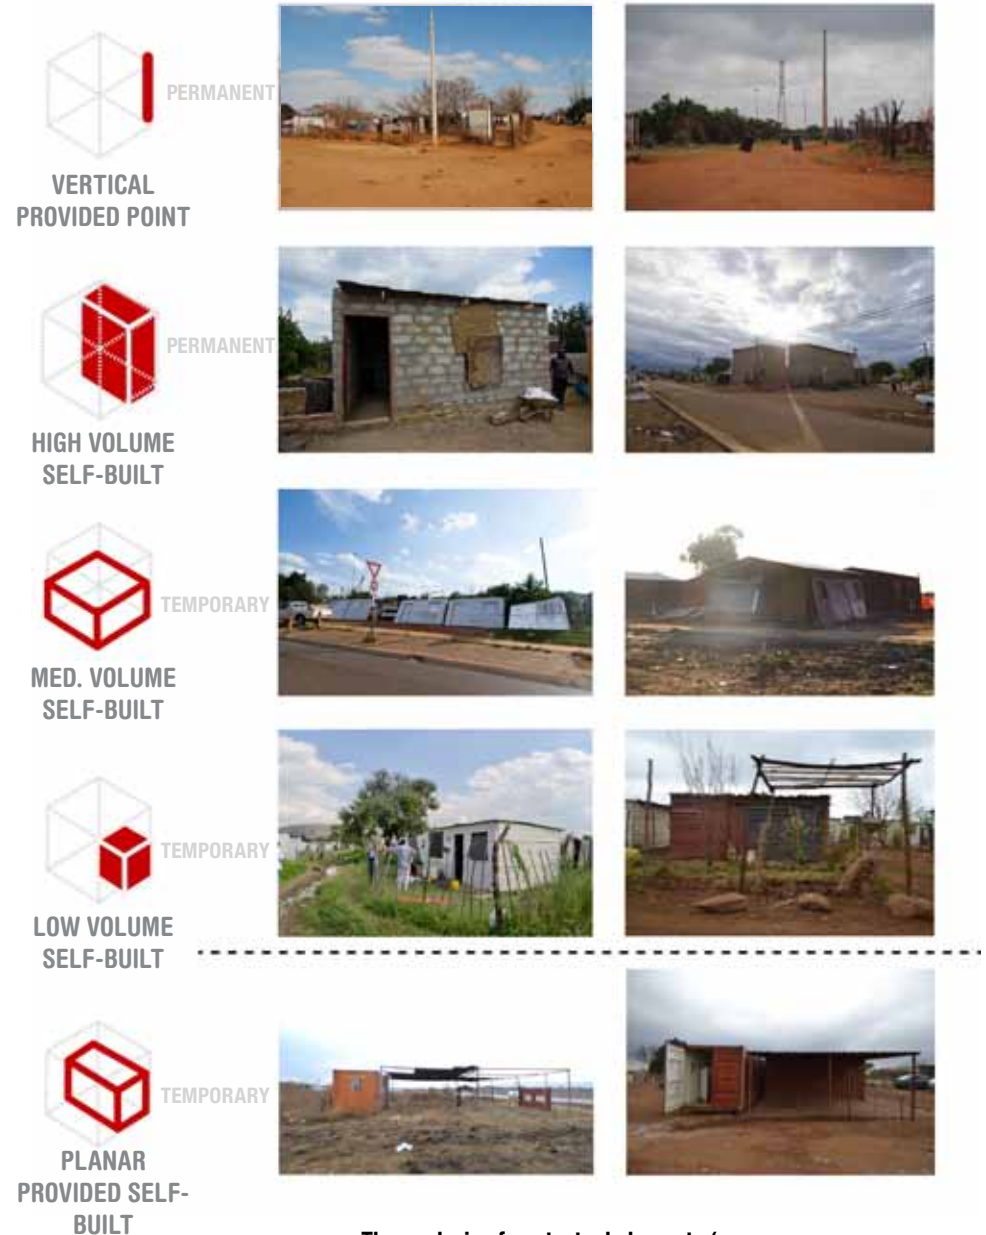 PERMANENT
VERTICAL
PROVIDED POINT
PERMANENT
HIGH VOLUME
SELF-BUILT
TEMPORARY
MED. VOLUME
SELF-BUILT
TEMPORARY
LOW VOLUME
SELF-BUILT
TEMPORARY
PLANAR
PROVIDED SELF-
BUILT